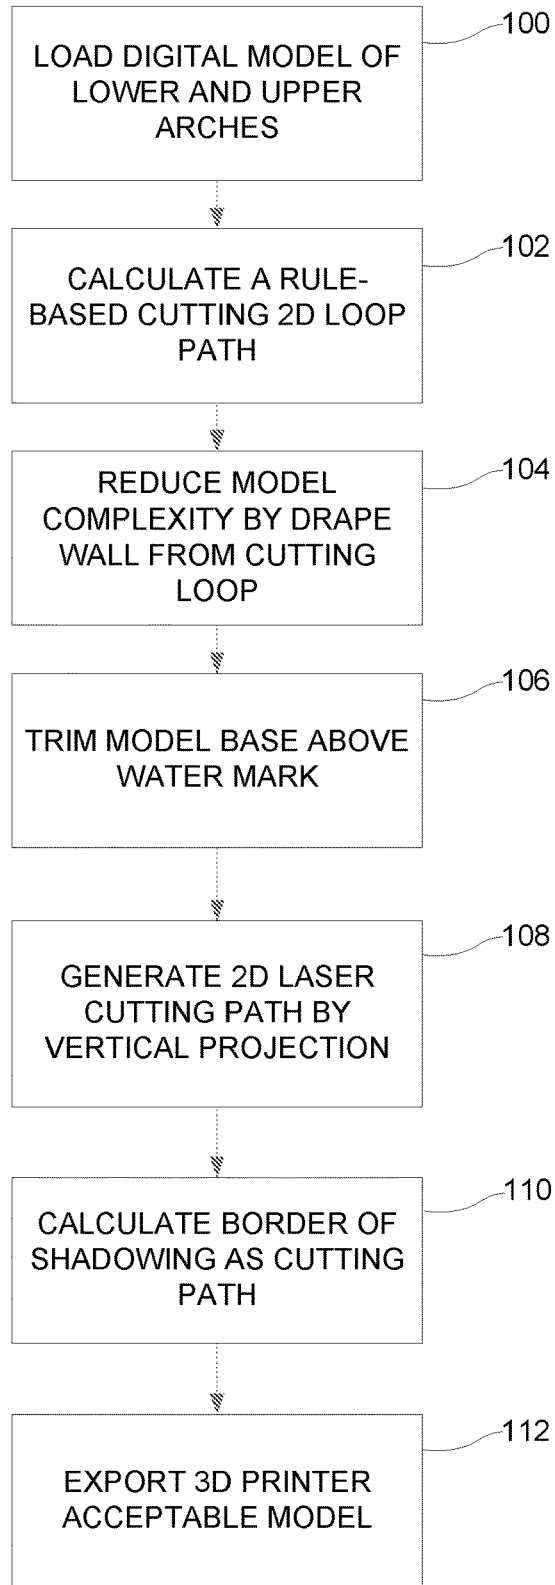 100
LOAD DIGITAL MODEL OF
LOWER AND UPPER
ARCHES
102
CALCULATE A RULE-
BASED CUTTING 2D LOOP
PATH
104
REDUCE MODEL
COMPLEXITY BY DRAPE
WALL FROM CUTTING
LOOP
106
TRIM MODEL BASE ABOVE
WATER MARK
108
GENERATE 2D LASER
CUTTING PATH BY
VERTICAL PROJECTION
110
CALCULATE BORDER OF
SHADOWING AS CUTTING
PATH
112
EXPORT 3D PRINTER
ACCEPTABLE MODEL